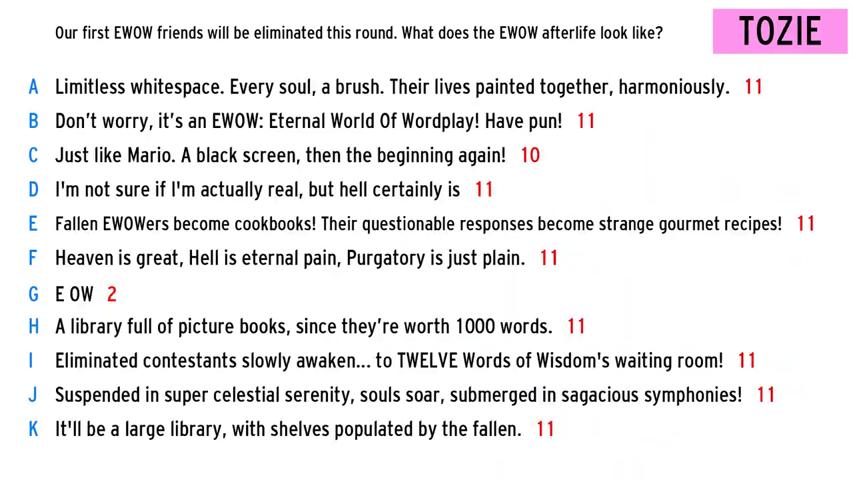 Our first EWOW friends will be eliminated this round. What does the EWOW afterlife look like?
TOZIE
A Limitless whitespace. Every soul, a brush. Their lives painted together, harmoniously. 11
B Don't worry, it's an EWOW: Eternal World Of Wordplay! Have pun! 11
C Just like Mario. A black screen, then the beginning again! 10
D I'm not sure if I'm actually real, but hell certainly is 11
E Fallen EWOWers become cookbooks! Their questionable responses become strange gourmet recipes! 11
F Heaven is great, Hell is eternal pain, Purgatory is just plain. 11
G E OW 2
H A library full of picture books, since they're worth 1000 words. 11
I Eliminated contestants slowly awaken... to TWELVE Words of Wisdom's waiting room! 11
J Suspended in super celestial serenity, souls soar, submerged in sagacious symphonies! 11
K It'll be a large library, with shelves populated by the fallen. 11